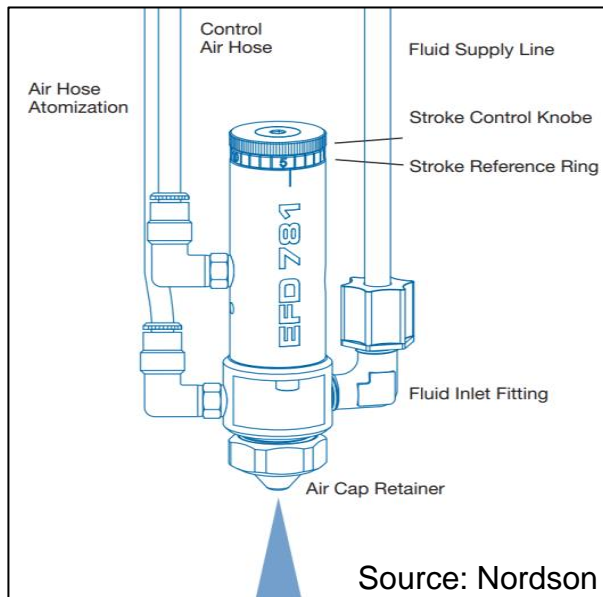 Control
Air Hose
Fluid Supply Line
Air Hose
Atomization
Stroke Control Knobe
Stroke Reference Ring
5
EFD 781
Fluid Inlet Fitting
Air Cap Retainer
Source: Nordson